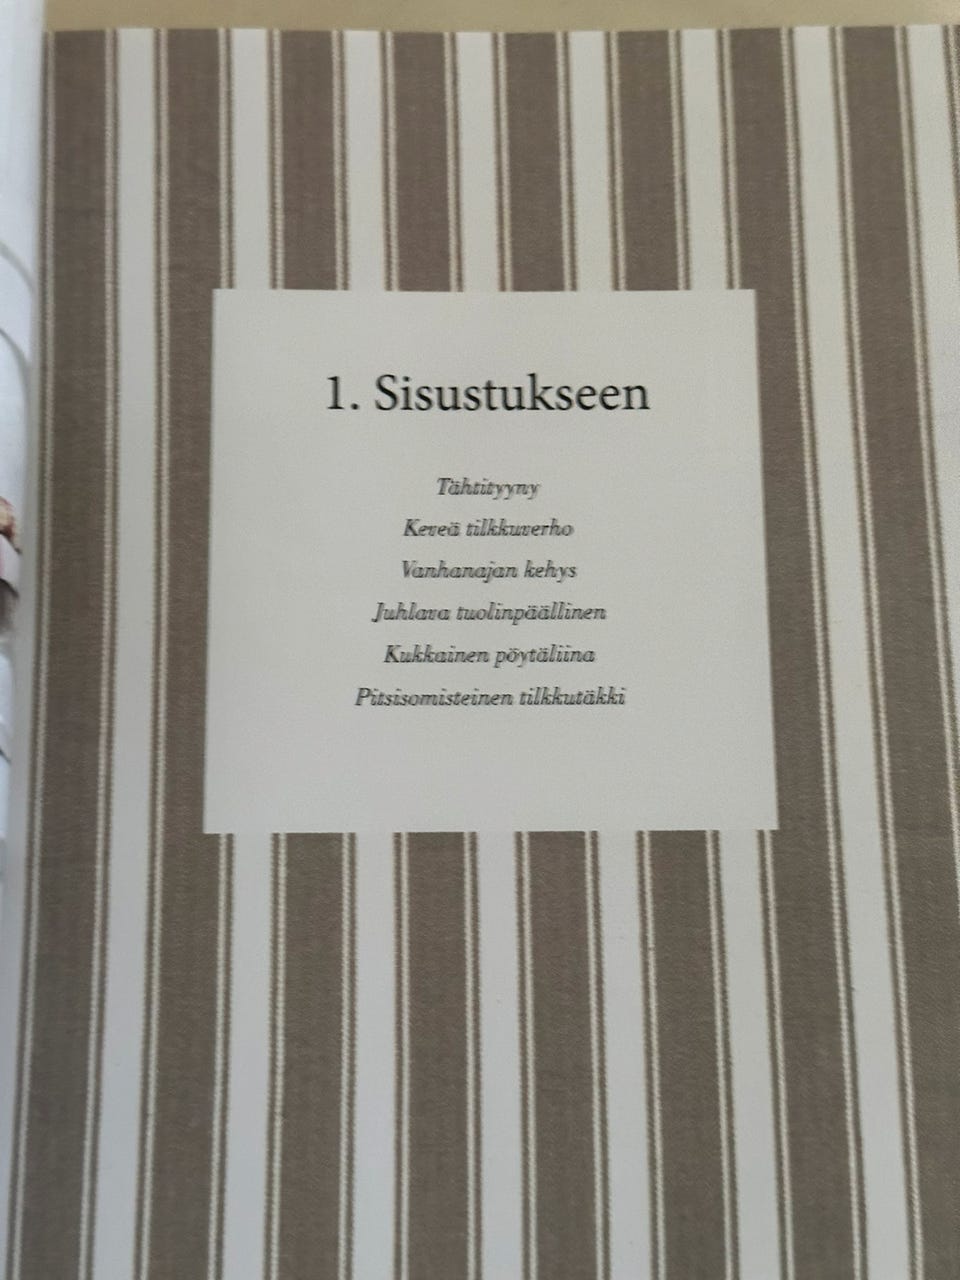 1. Sisustukseen
Tähtityyny
Keveä tilkkuverho
Vanhanajan kehys
Juhlava tuolinpäällinen
Kukkainen pöytäliina
Pitsisomisteinen tilkkutäkki